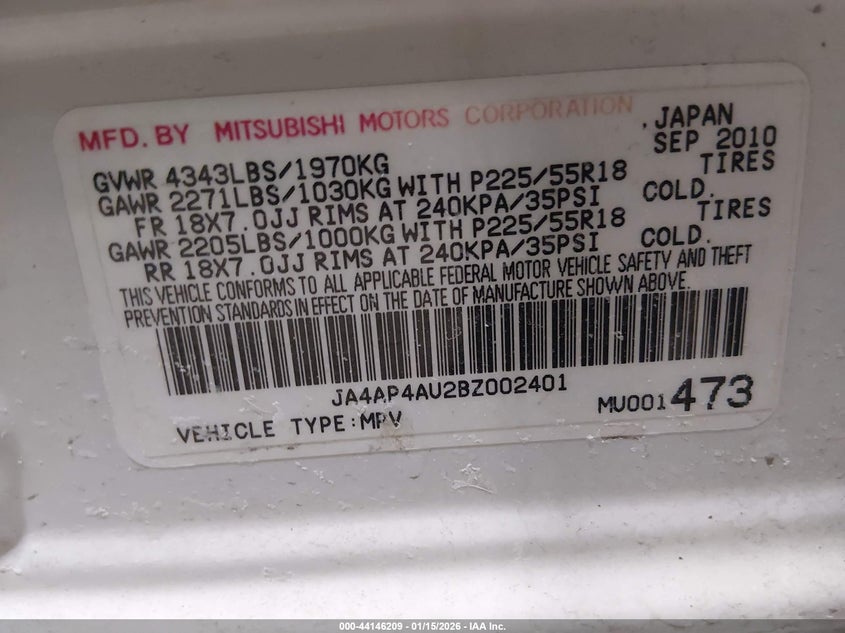 MFD. BY MITSUBISHI MOTORS CORPORATION , JAPAN
SEP 2010
GVWR 4343LBS/1970KG
GAWR 2271LBS/1030KG WITH P225/55R18 TIRES
FR 18X7.0JJ RIMS AT 240KPA/35PSI COLD.
GAWR 2205LBS/1000KG WITH P225/55R18 TIRES
RR 18X7.0JJ RIMS AT 240KPA/35PSI COLD.
THIS VEHICLE CONFORMS TO ALL APPLICABLE FEDERAL MOTOR VEHICLE SAFETY AND THEFT
PREVENTION STANDARDS IN EFFECT ON THE DATE OF MANUFACTURE SHOWN ABOVE.
JA4AP4AU2BZ002401
MU001473
VEHICLE TYPE:MPV
000-44146209 - 01/15/2026 - IAA Inc.